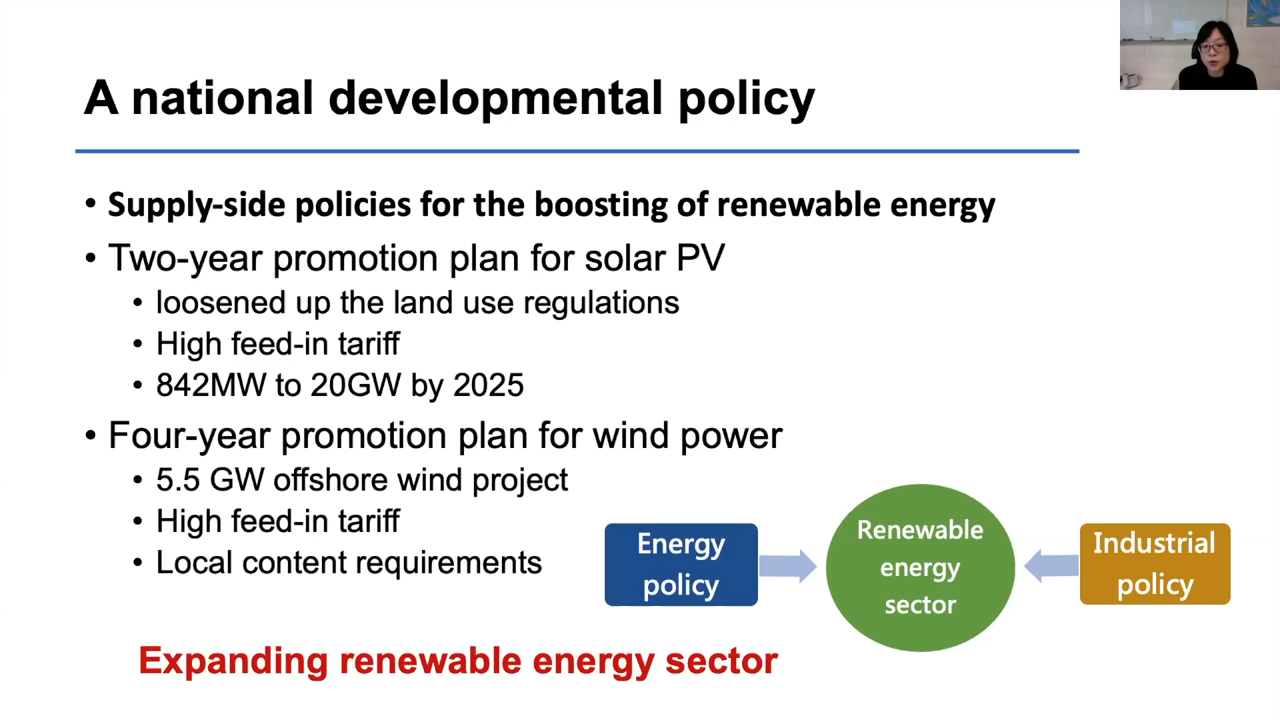 A national developmental policy
• Supply-side policies for the boosting of renewable energy
• Two-year promotion plan for solar PV
• loosened up the land use regulations
• High feed-in tariff
• 842MW to 20GW by 2025
• Four-year promotion plan for wind power
• 5.5 GW offshore wind project
• High feed-in tariff
• Local content requirements
Energy
policy
Renewable
energy
sector
Industrial
policy
Expanding renewable energy sector